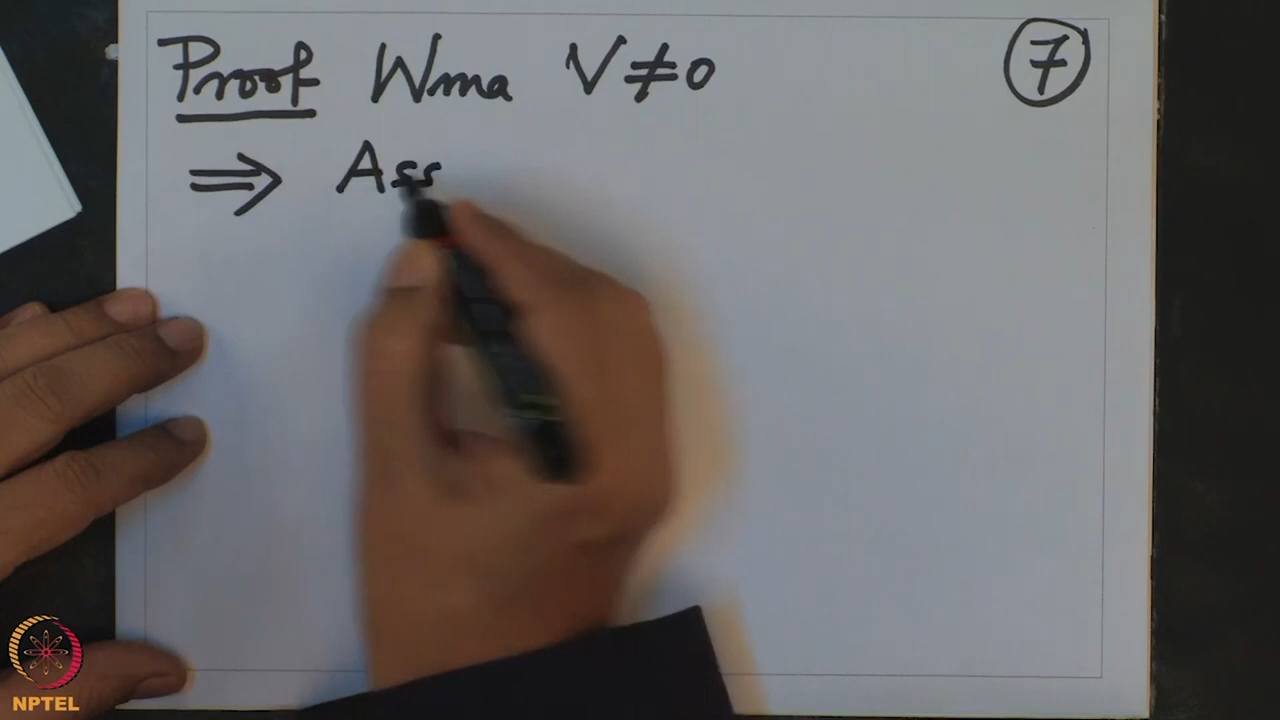 Proof Wma V≠0 7
⇒ Ass
NPTEL